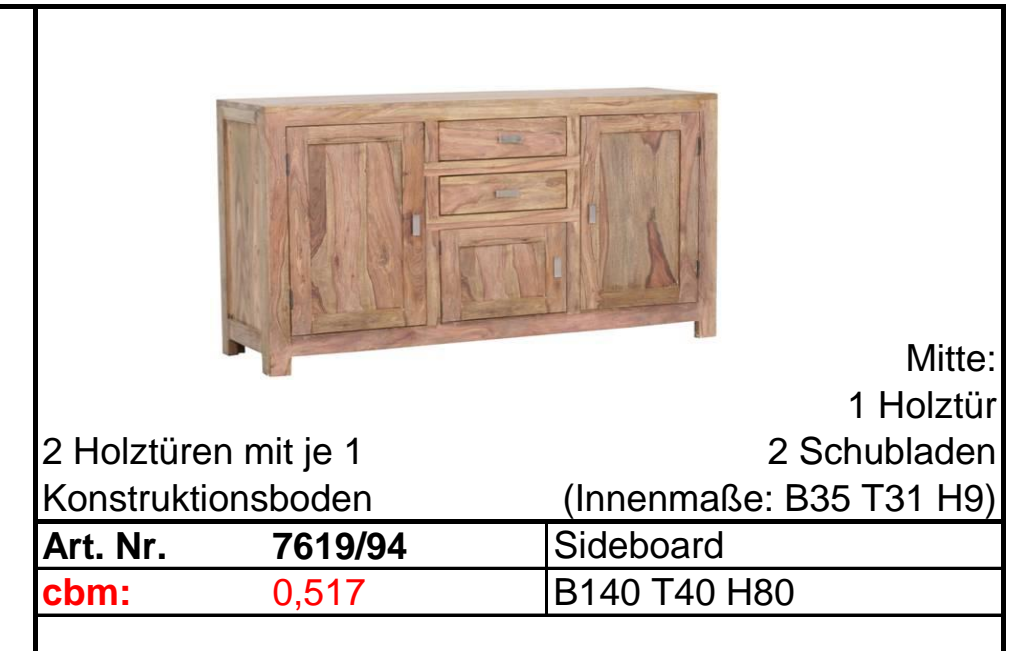 Mitte:
1 Holztür
2 Holztüren mit je 1 2 Schubladen
Konstruktionsboden (Innenmaße: B35 T31 H9)
Art. Nr. 7619/94 Sideboard
cbm: 0,517 B140 T40 H80